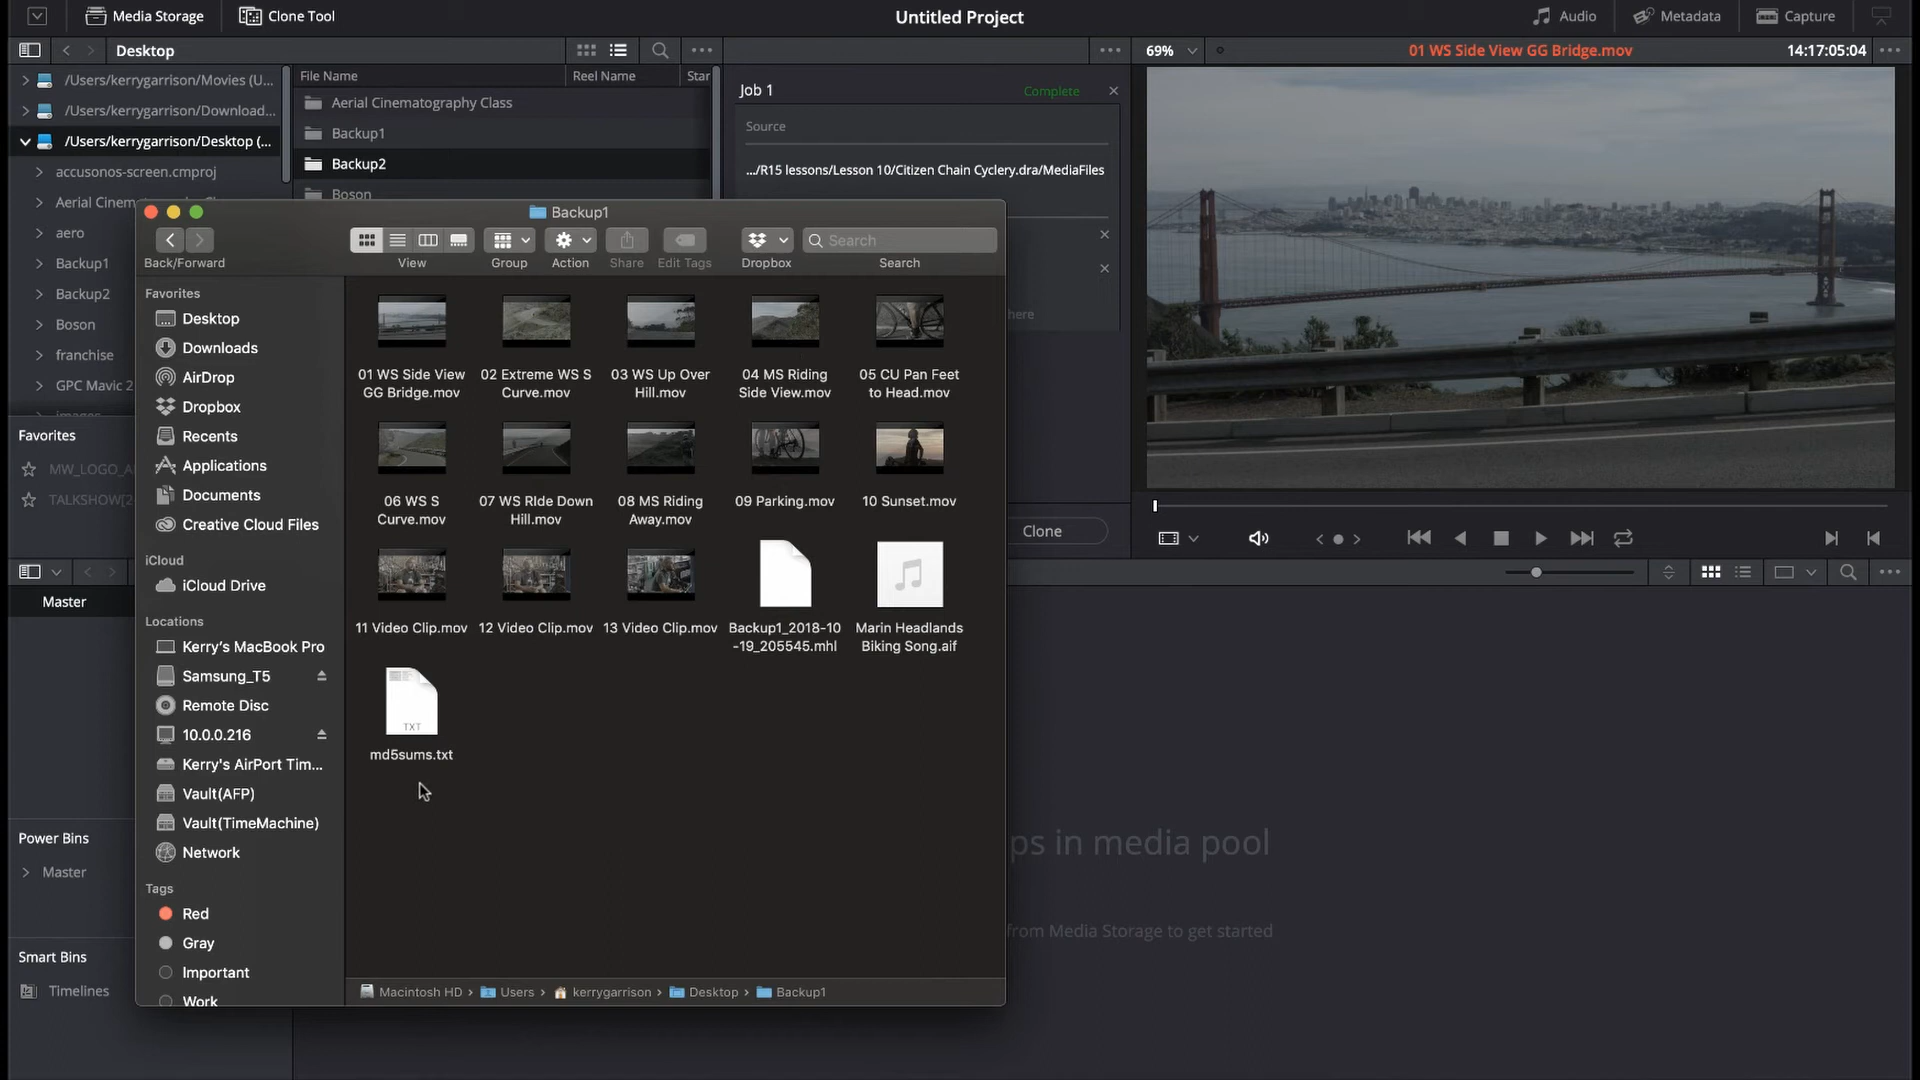 Media Storage
Clone Tool
Untitled Project
Audio
Metadata
Capture
Desktop
69%
01 WS Side View GG Bridge.mov
14:17:05:04
/Users/kerrygarrison/Movies (U...
/Users/kerrygarrison/Download...
/Users/kerrygarrison/Desktop (...
accusonos-screen.cmproj
Aerial Cinem
aero
Backup1
Backup2
Boson
franchise
GPC Mavic 2
images
File Name
Reel Name
Star
Aerial Cinematography Class
Backup1
Backup2
Boson
Job 1
Complete
Source
.../R15 lessons/Lesson 10/Citizen Chain Cyclery.dra/MediaFiles
here
Clone
Backup1
Back/Forward
View
Group
Action
Share
Edit Tags
Dropbox
Search
Search
Favorites
Desktop
Downloads
AirDrop
Dropbox
Recents
Applications
Documents
Creative Cloud Files
iCloud
iCloud Drive
Locations
Kerry's MacBook Pro
Samsung_T5
Remote Disc
10.0.0.216
Kerry's AirPort Tim...
Vault(AFP)
Vault(TimeMachine)
Network
Tags
Red
Gray
Important
Work
01 WS Side View
GG Bridge.mov
02 Extreme WS S
Curve.mov
03 WS Up Over
Hill.mov
04 MS Riding
Side View.mov
05 CU Pan Feet
to Head.mov
06 WS S
Curve.mov
07 WS RIde Down
Hill.mov
08 MS Riding
Away.mov
09 Parking.mov
10 Sunset.mov
11 Video Clip.mov
12 Video Clip.mov
13 Video Clip.mov
Backup1_2018-10
-19_205545.mhl
Marin Headlands
Biking Song.aif
TXT
md5sums.txt
Macintosh HD
Users
kerrygarrison
Desktop
Backup1
Favorites
MW_LOGO_A
TALKSHOW[2
Master
Power Bins
Master
Smart Bins
Timelines
ps in media pool
from Media Storage to get started